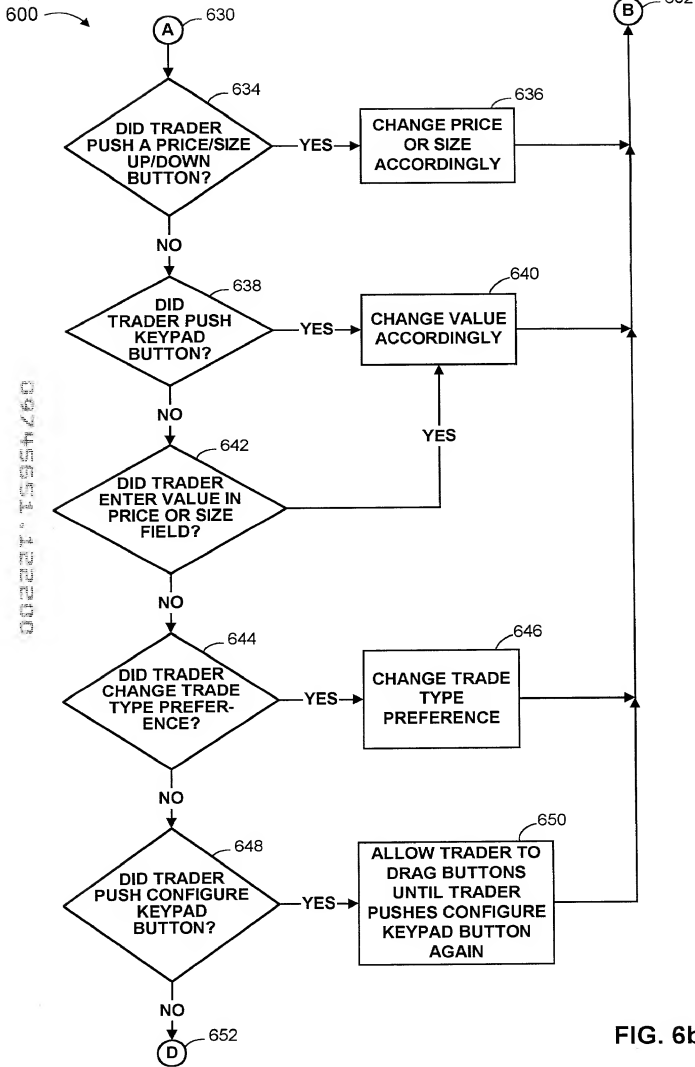 600
A
630
B
634
DID TRADER
PUSH A PRICE/SIZE
UP/DOWN
BUTTON?
YES
636
CHANGE PRICE
OR SIZE
ACCORDINGLY
NO
638
DID
TRADER PUSH
KEYPAD
BUTTON?
YES
640
CHANGE VALUE
ACCORDINGLY
NO
YES
642
DID TRADER
ENTER VALUE IN
PRICE OR SIZE
FIELD?
NO
644
DID TRADER
CHANGE TRADE
TYPE PREFER-
ENCE?
YES
646
CHANGE TRADE
TYPE
PREFERENCE
NO
648
DID TRADER
PUSH CONFIGURE
KEYPAD
BUTTON?
YES
650
ALLOW TRADER TO
DRAG BUTTONS
UNTIL TRADER
PUSHES CONFIGURE
KEYPAD BUTTON
AGAIN
NO
D
652
FIG. 6b